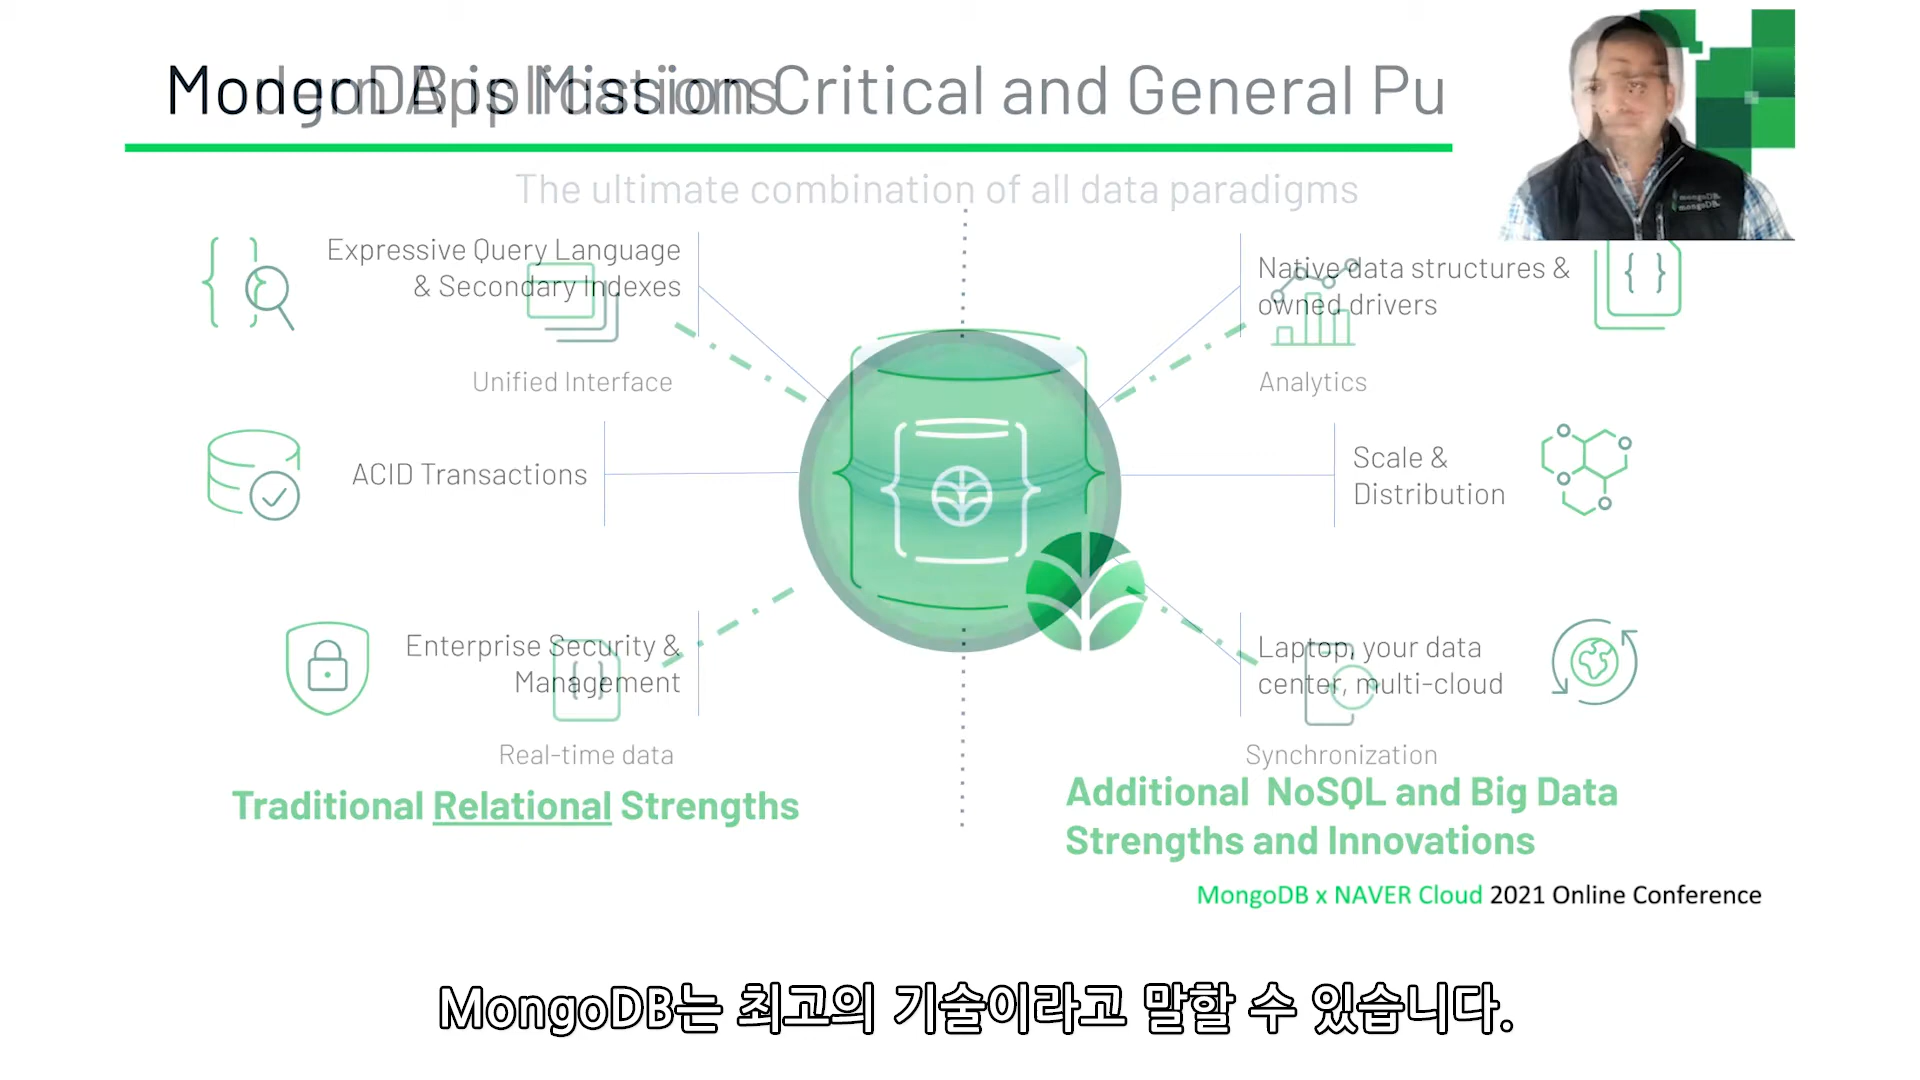 MongoDB is Mission Critical and General Pu
Modern Applications
The ultimate combination of all data paradigms
Expressive Query Language
& Secondary Indexes
Native data structures &
owned drivers
Unified Interface
Analytics
ACID Transactions
Scale &
Distribution
Enterprise Security &
Management
Laptop, your data
center, multi-cloud
Real-time data
Synchronization
Traditional Relational Strengths
Additional NoSQL and Big Data
Strengths and Innovations
MongoDB x NAVER Cloud 2021 Online Conference
MongoDB는 최고의 기술이라고 말할 수 있습니다.
mongoDB.
mongoDB.